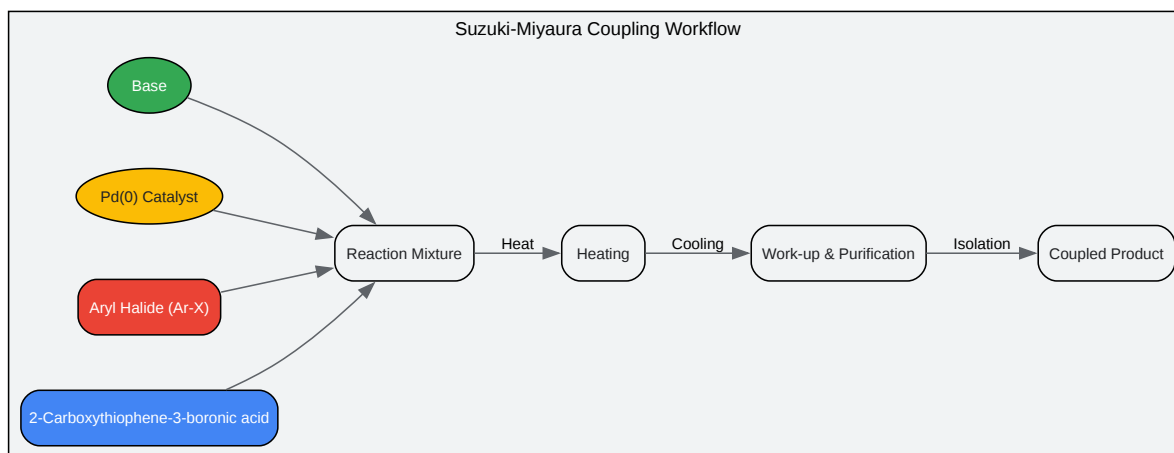 Suzuki-Miyaura Coupling Workflow
Base
Pd(0) Catalyst
Aryl Halide (Ar-X)
2-Carboxythiophene-3-boronic acid
Reaction Mixture
Heat
Heating
Cooling
Work-up & Purification
Isolation
Coupled Product